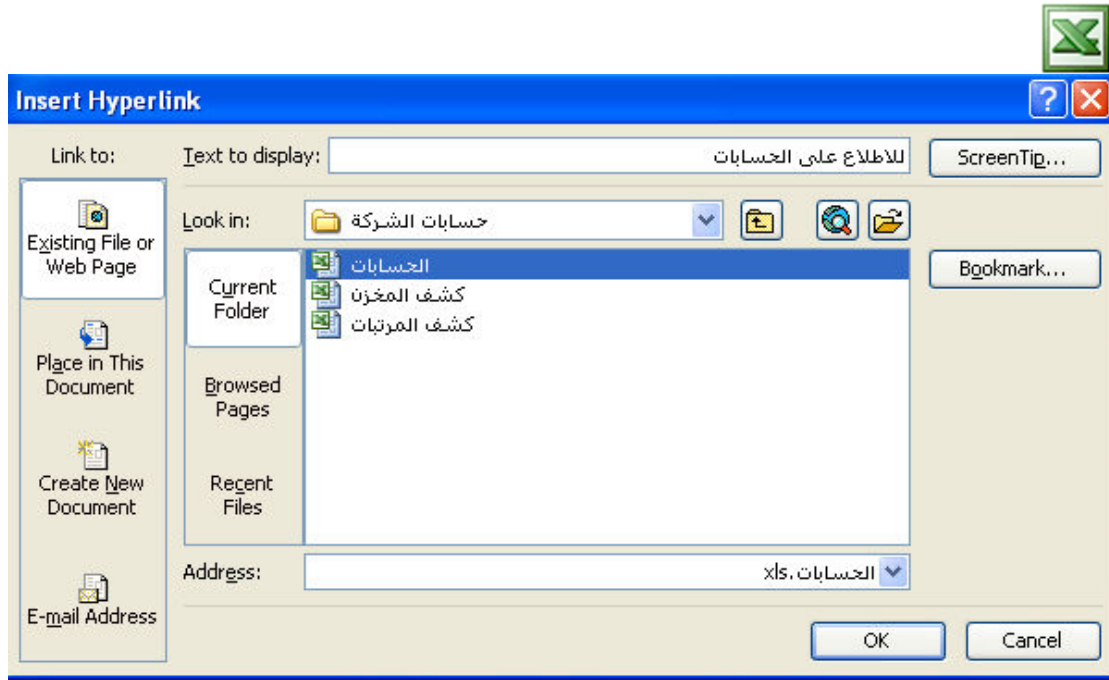 Insert Hyperlink
Link to:
Text to display:
للاطلاع على الحسابات
ScreenTip...
Existing File or
Web Page
Place in This
Document
Create New
Document
E-mail Address
Look in:
حسابات الشركة
Current
Folder
Browsed
Pages
Recent
Files
الحسابات
كشف المخزن
كشف المرتبات
Bookmark...
Address:
الحسابات.xls
OK
Cancel